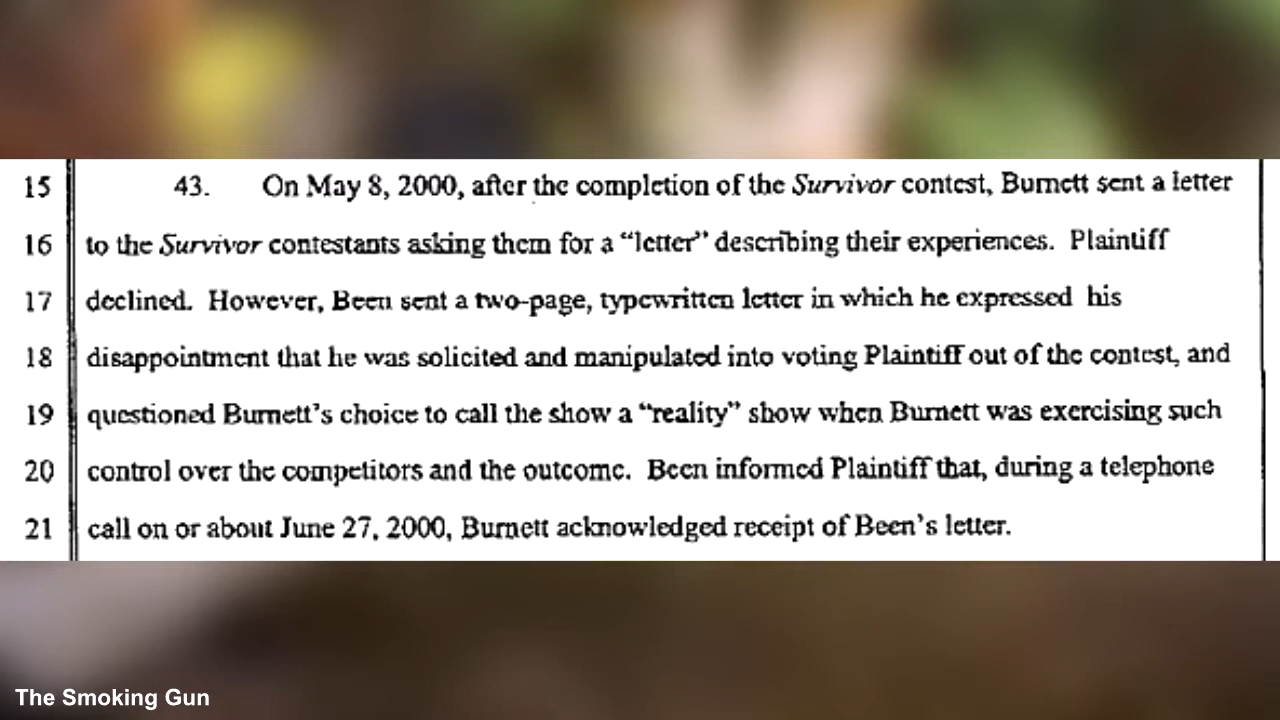 15 43. On May 8, 2000, after the completion of the Survivor contest, Burnett sent a letter
16 to the Survivor contestants asking them for a “letter” describing their experiences. Plaintiff
17 declined. However, Been sent a two-page, typewritten letter in which he expressed his
18 disappointment that he was solicited and manipulated into voting Plaintiff out of the contest, and
19 questioned Burnett’s choice to call the show a “reality” show when Burnett was exercising such
20 control over the competitors and the outcome. Been informed Plaintiff that, during a telephone
21 call on or about June 27, 2000, Burnett acknowledged receipt of Been’s letter.
The Smoking Gun